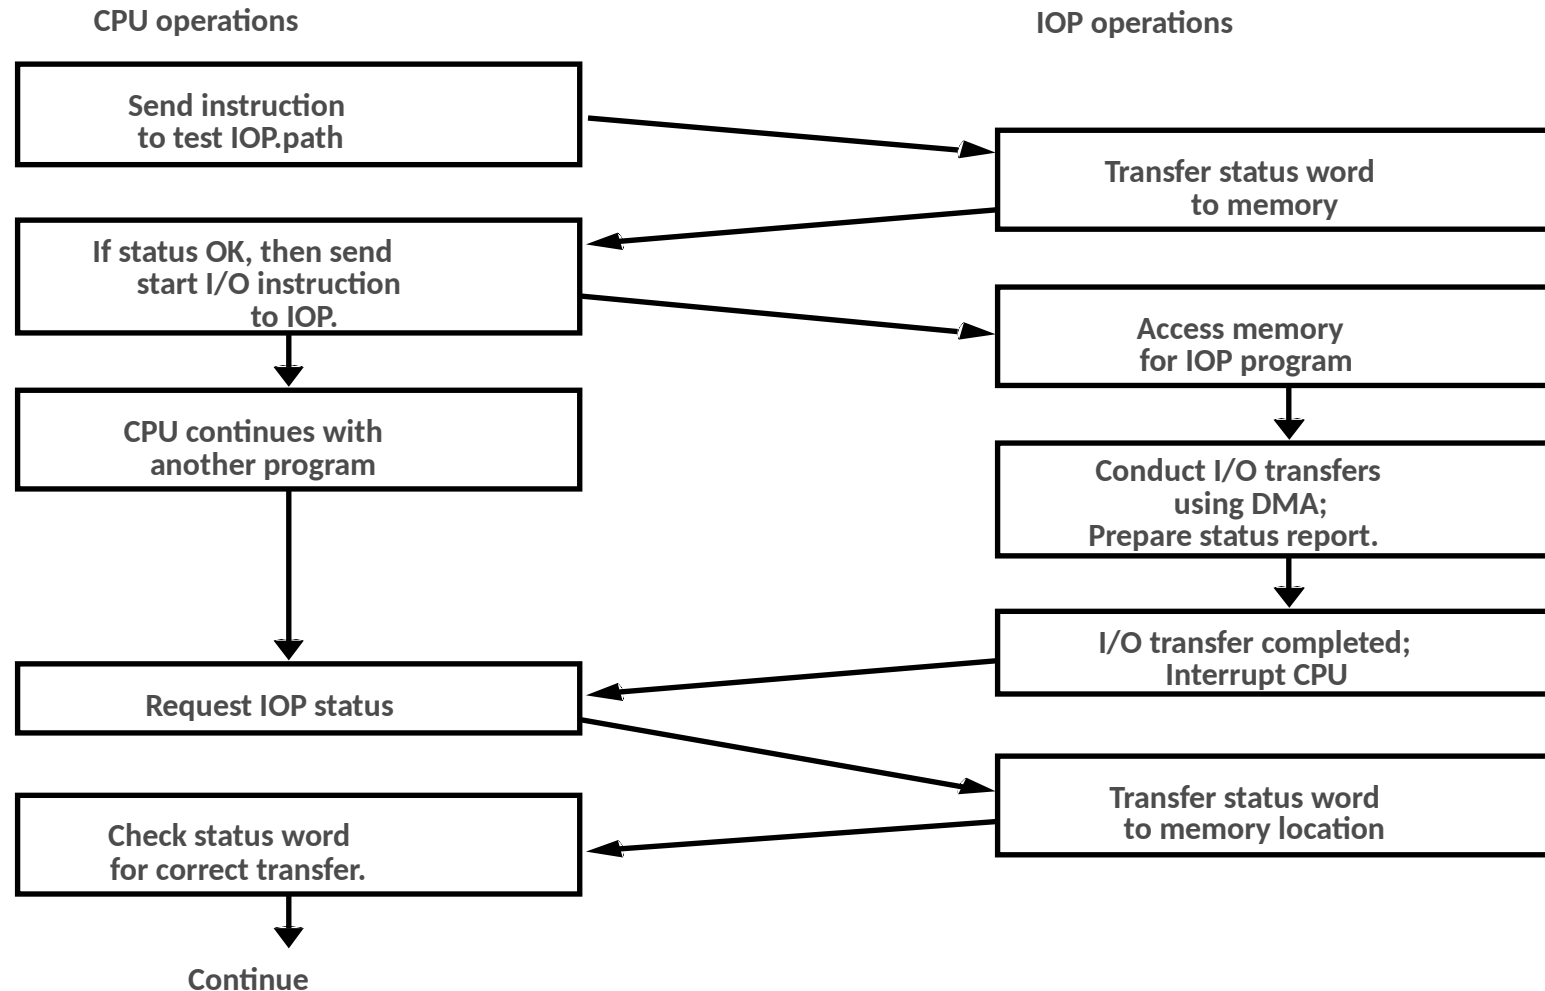 CPU operations
IOP operations
Send instruction
to test IOP.path
Transfer status word
to memory
If status OK, then send
start I/O instruction
to IOP.
Access memory
for IOP program
CPU continues with
another program
Conduct I/O transfers
using DMA;
Prepare status report.
I/O transfer completed;
Interrupt CPU
Request IOP status
Transfer status word
to memory location
Check status word
for correct transfer.
Continue